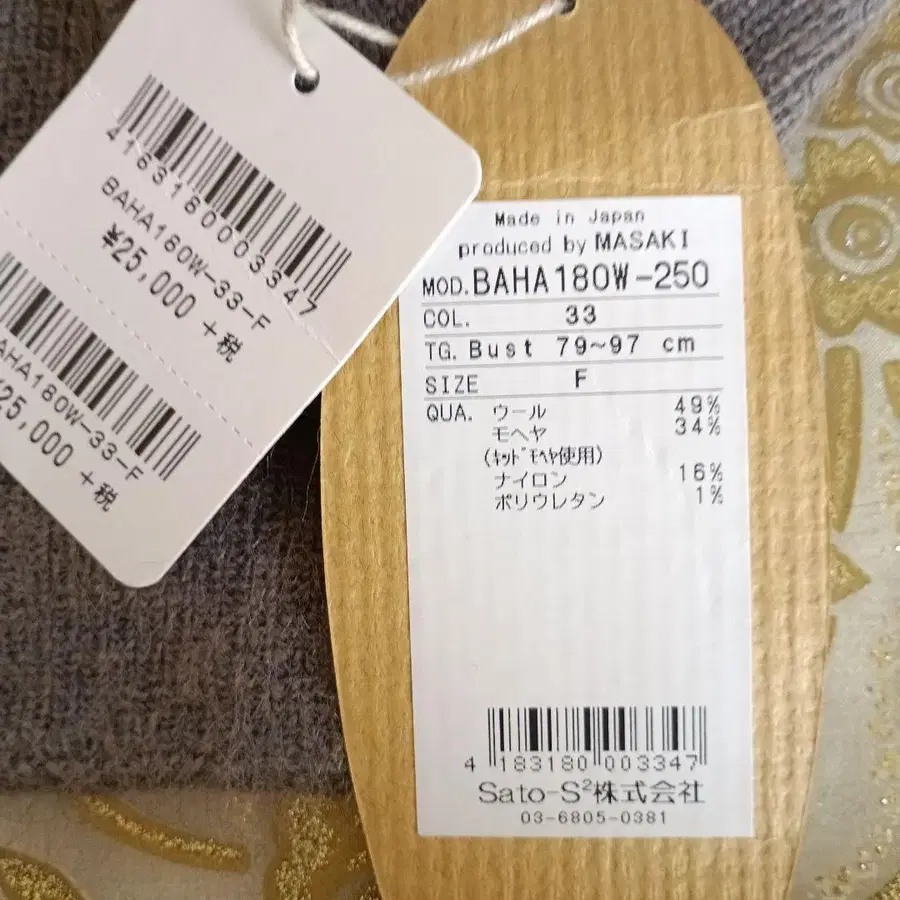 4183180003347
BAHA180W-33-F
¥25,000 +税
AHA180W-33-F
25,000 +税
Made in Japan
produced by MASAKI
MOD. BAHA180W-250
COL. 33
TG. Bust 79~97 cm
SIZE F
QUA. ウール 49%
モヘヤ 34%
(ｷｯﾄﾞﾓﾍﾔ使用)
ナイロン 16%
ポリウレタン 1%
4 183180 003347
Sato-S²株式会社
03-6805-0381